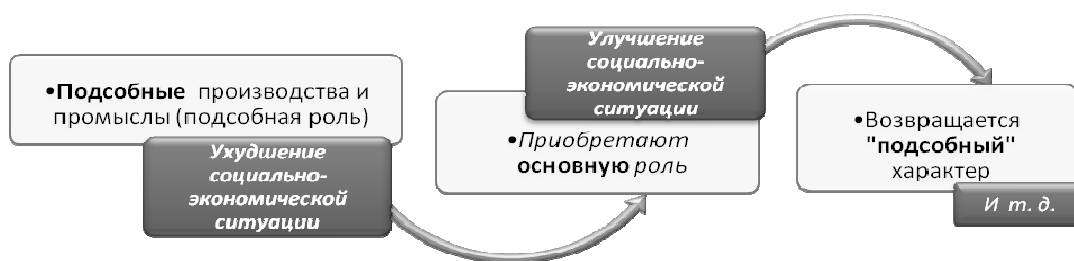 •Подсобные производства и
промыслы (подсобная роль)
Ухудшение
социально-
экономической
ситуации
Улучшение
социально-
экономической
ситуации
•Приобретают
основную роль
•Возвращается
"подсобный"
характер
И т. д.